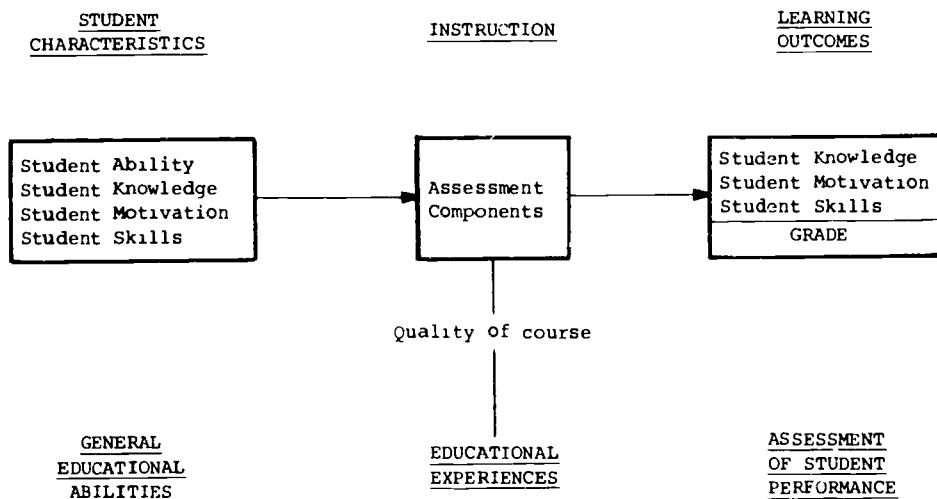 STUDENT
CHARACTERISTICS
INSTRUCTION
LEARNING
OUTCOMES
Student Ability
Student Knowledge
Student Motivation
Student Skills
Assessment
Components
Student Knowledge
Student Motivation
Student Skills
GRADE
Quality of course
GENERAL
EDUCATIONAL
ABILITIES
EDUCATIONAL
EXPERIENCES
ASSESSMENT
OF STUDENT
PERFORMANCE